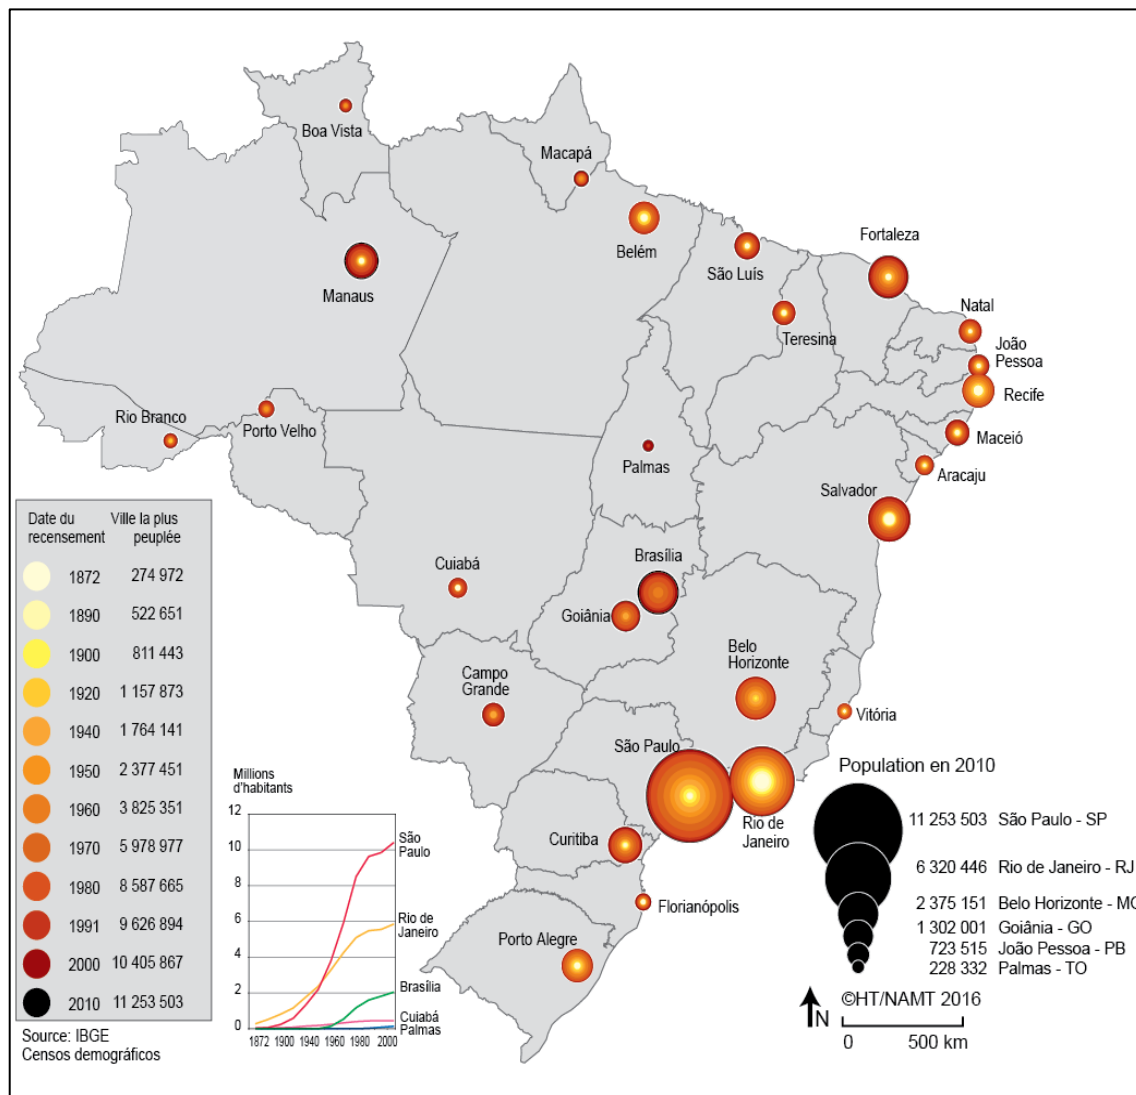 Boa Vista
Macapá
Belém
São Luís
Fortaleza
Manaus
Teresina
Natal
João
Pessoa
Recife
Rio Branco
Porto Velho
Maceió
Palmas
Aracaju
Salvador
Cuiabá
Brasília
Goiânia
Belo
Horizonte
Campo
Grande
Vitória
São Paulo
Rio de
Janeiro
Curitiba
Florianópolis
Porto Alegre
Date du recensement
Ville la plus peuplée
1872 274 972
1890 522 651
1900 811 443
1920 1 157 873
1940 1 764 141
1950 2 377 451
1960 3 825 351
1970 5 978 977
1980 8 587 665
1991 9 626 894
2000 10 405 867
2010 11 253 503
Source: IBGE
Censos demográficos
Millions
d'habitants
12
10
8
6
4
2
0
1872 1900 1940 1960 1980 2000
São
Paulo
Rio de
Janeiro
Brasília
Cuiabá
Palmas
Population en 2010
11 253 503 São Paulo - SP
6 320 446 Rio de Janeiro - RJ
2 375 151 Belo Horizonte - MG
1 302 001 Goiânia - GO
723 515 João Pessoa - PB
228 332 Palmas - TO
N
©HT/NAMT 2016
0 500 km